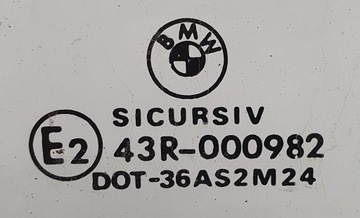 BMW
SICURSIV
E2 43R-000982
DOT-36AS2M24